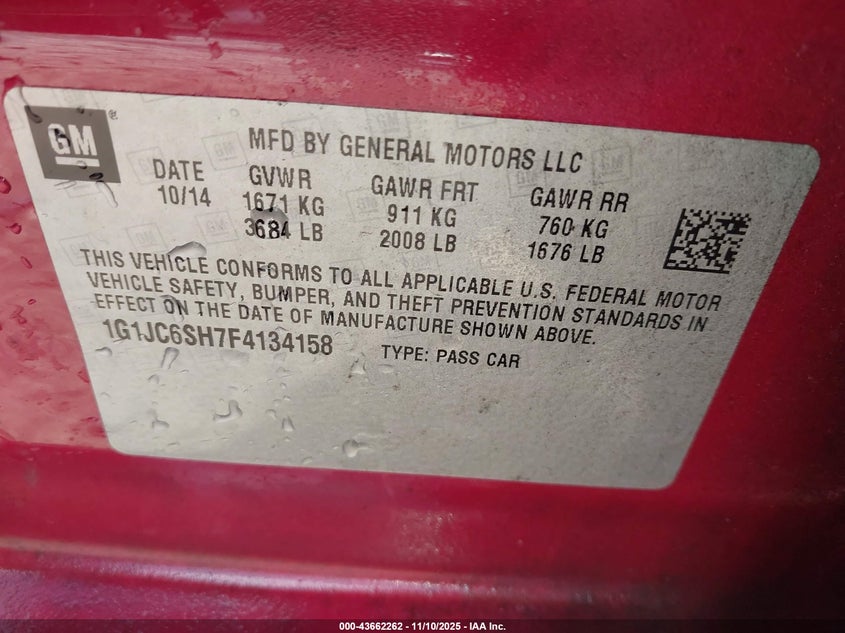 GM®
MFD BY GENERAL MOTORS LLC
DATE GVWR GAWR FRT GAWR RR
10/14 1671 KG 911 KG 760 KG
3684 LB 2008 LB 1676 LB
THIS VEHICLE CONFORMS TO ALL APPLICABLE U.S. FEDERAL MOTOR
VEHICLE SAFETY, BUMPER, AND THEFT PREVENTION STANDARDS IN
EFFECT ON THE DATE OF MANUFACTURE SHOWN ABOVE.
1G1JC6SH7F4134158 TYPE: PASS CAR
000-43662262 - 11/10/2025 - IAA Inc.